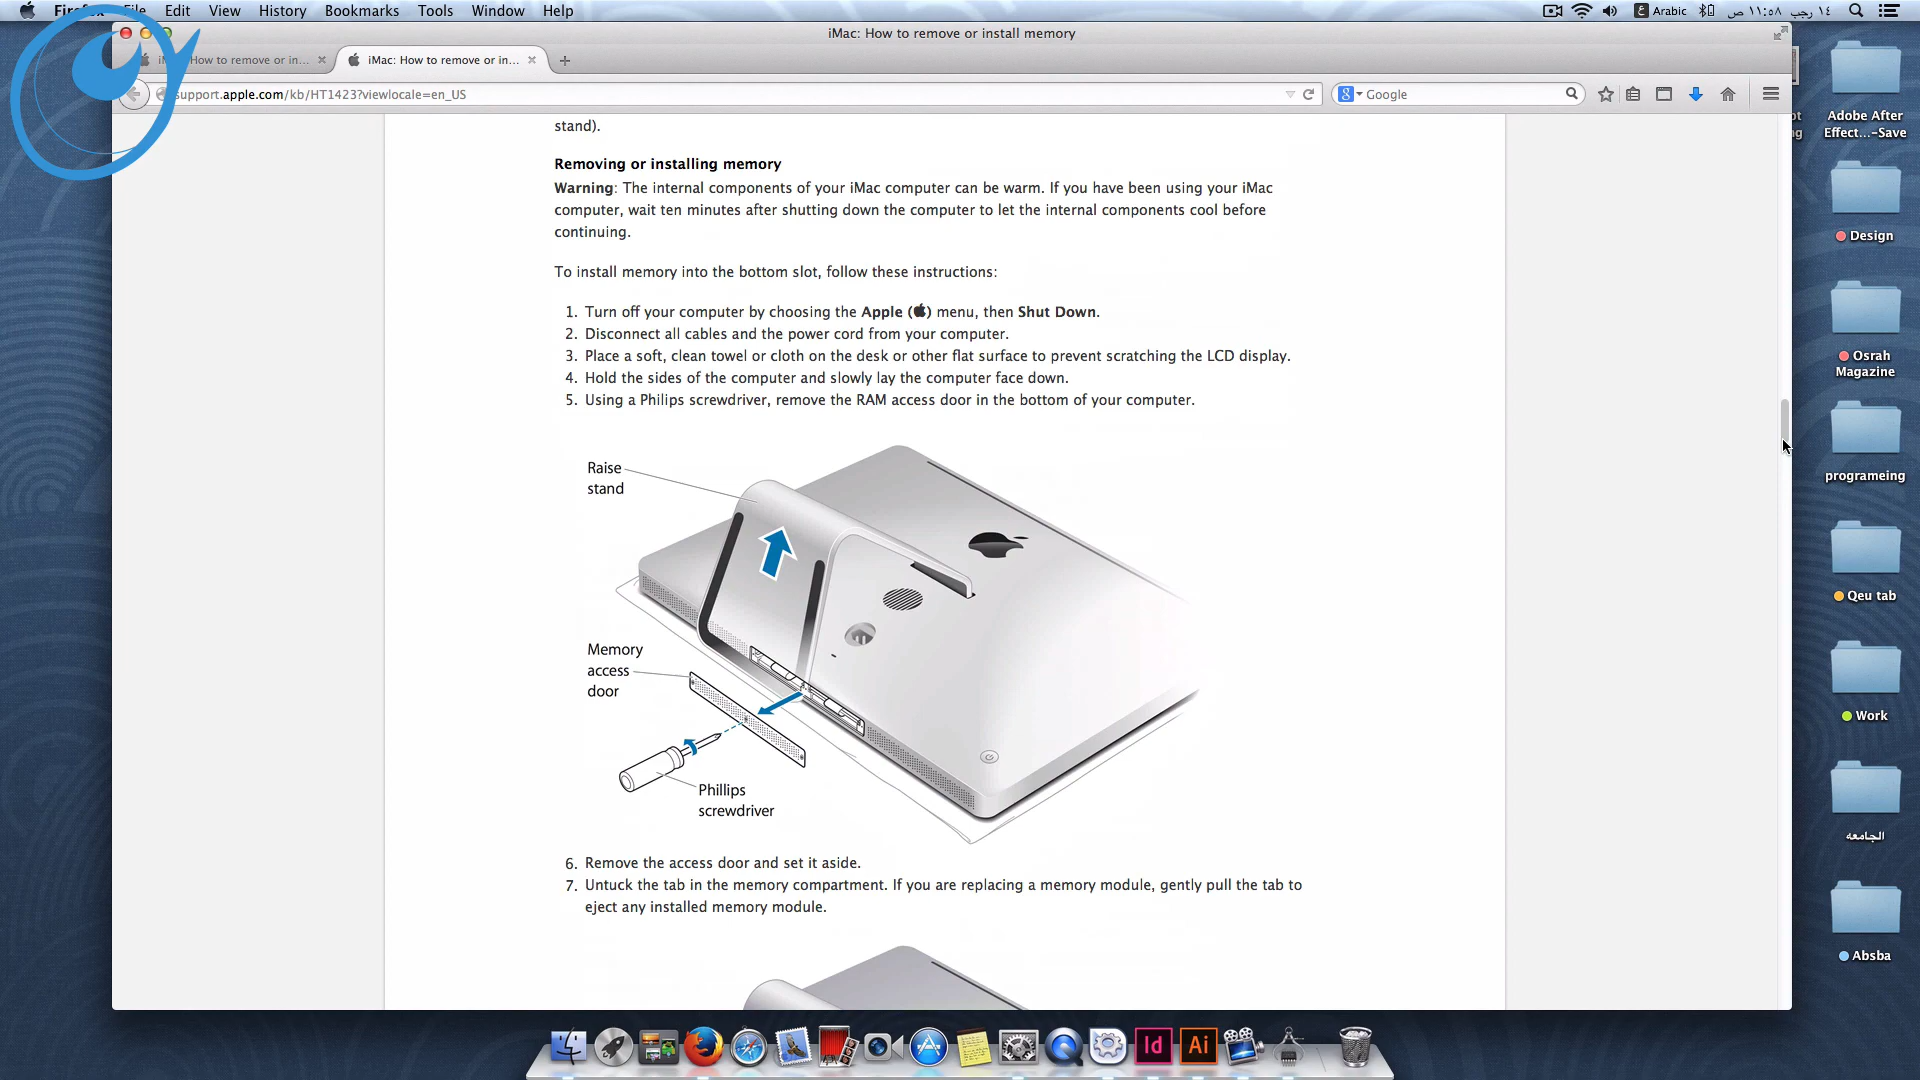 Firefox File Edit View History Bookmarks Tools Window Help
Arabic ١٤ رجب ١١:٥٨ ص
iMac: How to remove or install memory
How to remove or in...
iMac: How to remove or in...
support.apple.com/kb/HT1423?viewlocale=en_US
Google
stand).
Removing or installing memory
Warning: The internal components of your iMac computer can be warm. If you have been using your iMac
computer, wait ten minutes after shutting down the computer to let the internal components cool before
continuing.
To install memory into the bottom slot, follow these instructions:
1. Turn off your computer by choosing the Apple () menu, then Shut Down.
2. Disconnect all cables and the power cord from your computer.
3. Place a soft, clean towel or cloth on the desk or other flat surface to prevent scratching the LCD display.
4. Hold the sides of the computer and slowly lay the computer face down.
5. Using a Philips screwdriver, remove the RAM access door in the bottom of your computer.
Raise
stand
Memory
access
door
Phillips
screwdriver
6. Remove the access door and set it aside.
7. Untuck the tab in the memory compartment. If you are replacing a memory module, gently pull the tab to
eject any installed memory module.
Adobe After
Effect...-Save
Design
Osrah
Magazine
programeing
Qeu tab
Work
الجامعه
Absba
Id
Ai